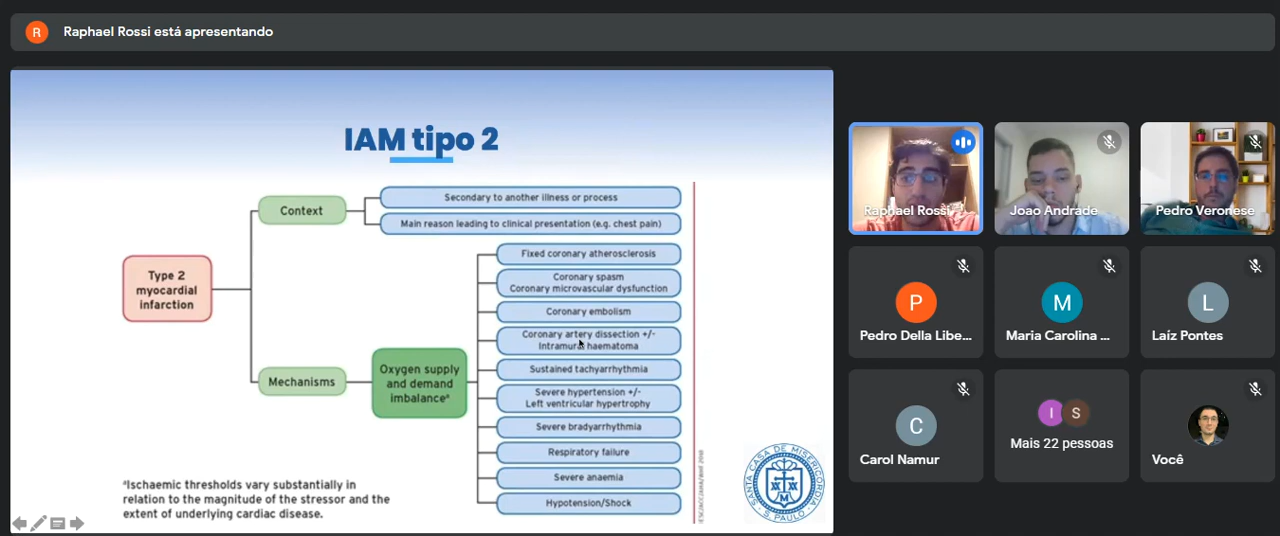 R
Raphael Rossi está apresentando
IAM tipo 2
Type 2
myocardial
infarction
Context
Secondary to another illness or process
Main reason leading to clinical presentation (e.g. chest pain)
Mechanisms
Oxygen supply
and demand
imbalanceª
Fixed coronary atherosclerosis
Coronary spasm
Coronary microvascular dysfunction
Coronary embolism
Coronary artery dissection +/-
Intramural haematoma
Sustained tachyarrhythmia
Severe hypertension +/-
Left ventricular hypertrophy
Severe bradyarrhythmia
Respiratory failure
Severe anaemia
Hypotension/Shock
ªIschaemic thresholds vary substantially in
relation to the magnitude of the stressor and the
extent of underlying cardiac disease.
SANTA CASA DE MISERICORDIA
S. PAULO
Raphael Rossi
Joao Andrade
Pedro Veronese
P
Pedro Della Libe...
M
Maria Carolina ...
L
Laíz Pontes
C
Carol Namur
I
S
Mais 22 pessoas
Você